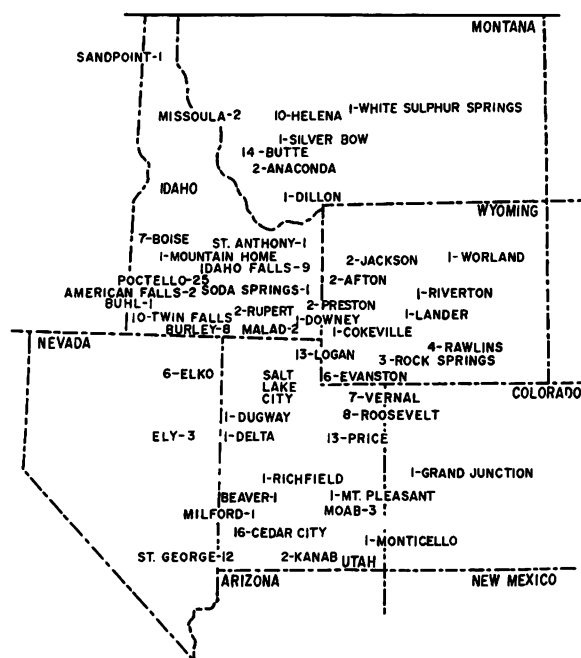 MONTANA
SANDPOINT-1
1-WHITE SULPHUR SPRINGS
MISSOULA-2
10-HELENA
1-SILVER BOW
14-BUTTE
2-ANACONDA
IDAHO
1-DILLON
WYOMING
7-BOISE
ST. ANTHONY-1
1-MOUNTAIN HOME
2-JACKSON
1-WORLAND
IDAHO FALLS-9
POCTELLO-25
2-AFTON
AMERICAN FALLS-2
SODA SPRINGS-1
1-RIVERTON
BUHL-1
2-RUPERT
2-PRESTON
10-TWIN FALLS
1-DOWNEY
1-LANDER
BURLEY-8
MALAD-2
1-COKEVILLE
NEVADA
4-RAWLINS
13-LOGAN
3-ROCK SPRINGS
6-ELKO
SALT
LAKE
CITY
6-EVANSTON
COLORADO
7-VERNAL
1-DUGWAY
8-ROOSEVELT
ELY-3
1-DELTA
13-PRICE
1-RICHFIELD
1-GRAND JUNCTION
BEAVER-1
1-MT. PLEASANT
MILFORD-1
MOAB-3
16-CEDAR CITY
1-MONTICELLO
ST. GEORGE-12
2-KANAB
UTAH
ARIZONA
NEW MEXICO